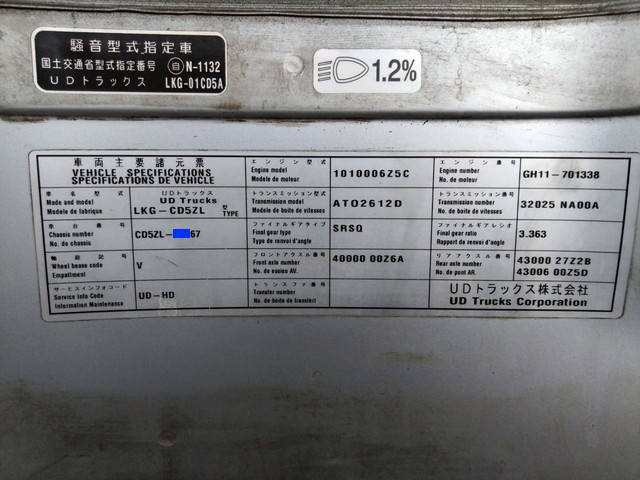 騒音型式指定車
国土交通省型式指定番号 自 N-1132
UDトラックス LKG-01CD5A
1.2%
車両主要諸元票
VEHICLE SPECIFICATIONS
SPECIFICATIONS DE VEHICLE
エンジン型式
Engine model
Modele de moteur
1010006Z5C
エンジン番号
Engine number
No. de moteur
GH11-701338
車名型式
Made and model
Modele de fabrique
UDトラックス
UD Trucks
LKG-CD5ZL 型 TYPE
トランスミッション型式
Transmission model
Modele de boite de vitesses
ATO2612D
トランスミッション番号
Transmission number
No. de boite de vitesses
32025 NA00A
車台番号
Chassis number
No. de chassis
CD5ZL- 67
ファイナルギアタイプ
Final gear type
Type de renvoi d'angle
SRSQ
ファイナルギアレシオ
Final gear ratio
Rapport de renvoi d'angle
3.363
軸距記号
Wheel bease code
Empattment
V
フロントアクスル番号
Front axle number
No. de essieu AV.
40000 00Z6A
リアアクスル番号
Rear axle number
No. de pont AR.
43000 27Z2B
43006 00Z5D
サービスインフォコード
Service Info Code
Information Maintenance
UD-HD
トランスファ番号
Transfer number
No. de boite de transfert
UDトラックス株式会社
UD Trucks Corporation